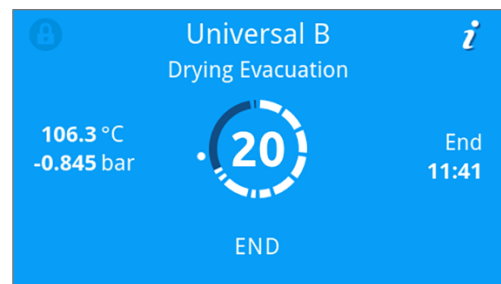 Universal B
i
Drying Evacuation
106.3 °C
-0.845 bar
20
End
11:41
END